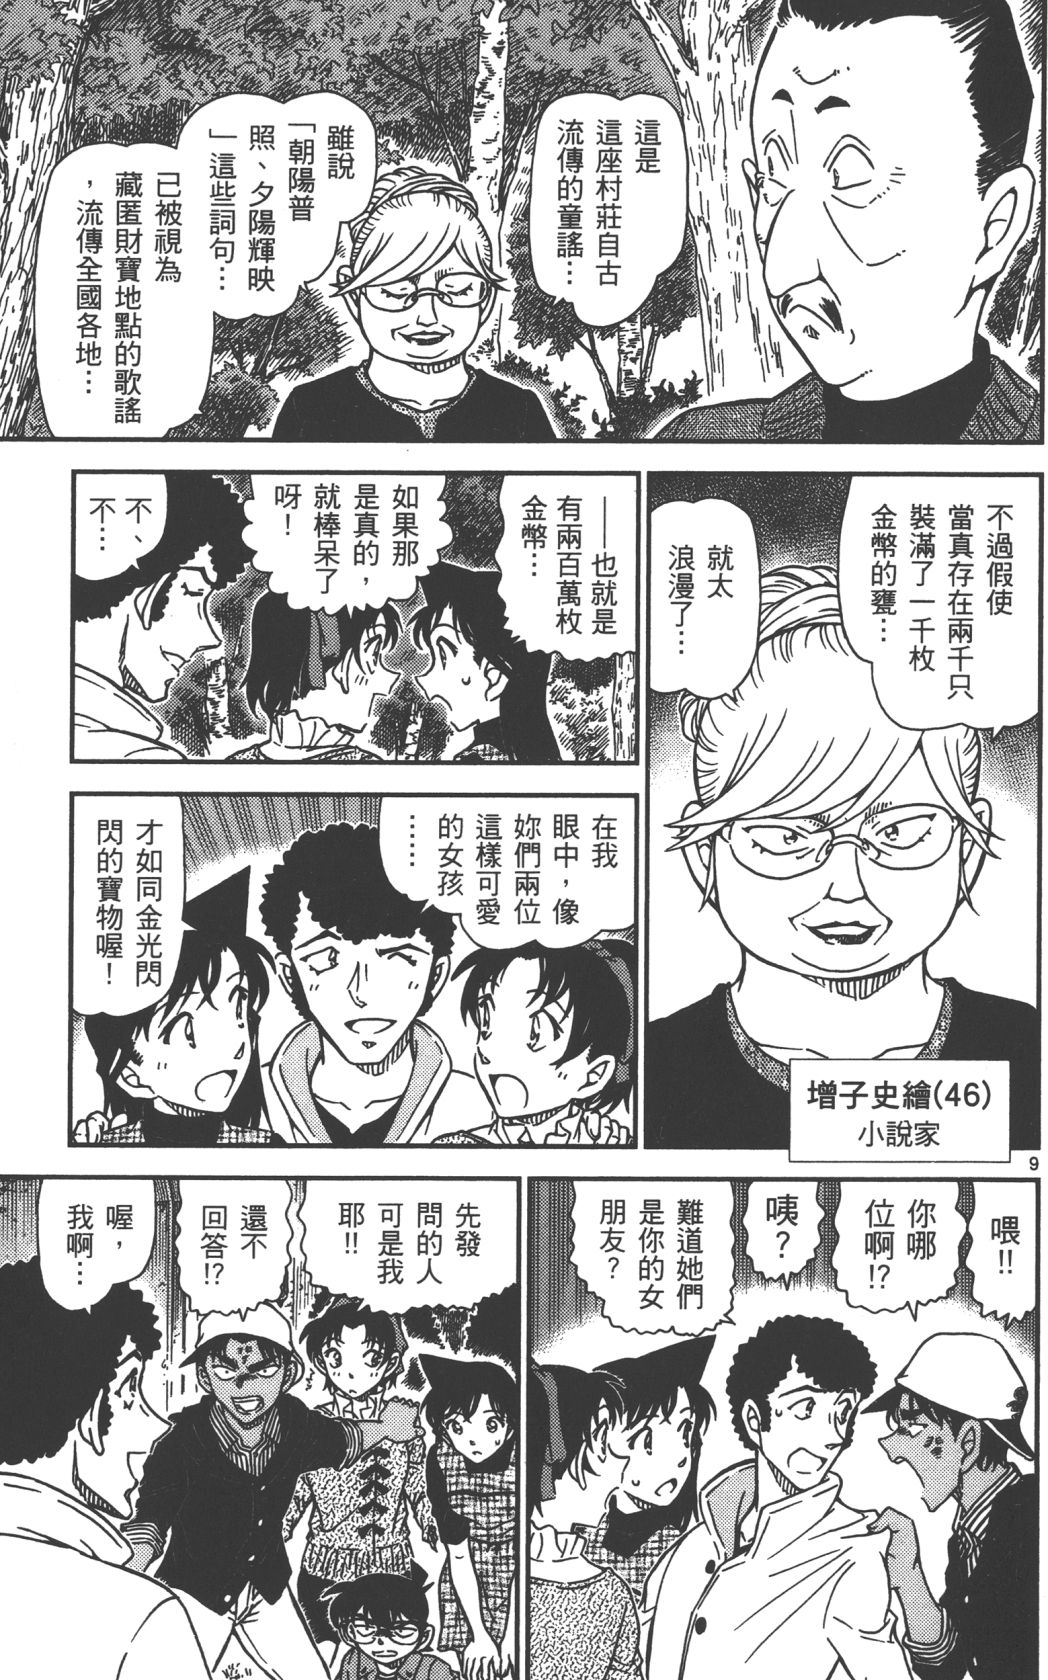 這是
這座村莊自古
流傳的童謠…
雖說
「朝陽普
照、夕陽輝映
」這些詞句…
已被視為
藏匿財寶地點的歌謠
，流傳全國各地…
不過假使
當真存在兩千只
裝滿了一千枚
金幣的甕…
就太
浪漫了…
增子史繪(46)
小說家
——也就是
有兩百萬枚
金幣…
如果那
是真的，
就棒呆了
呀！
不、
不…
在我
眼中，像
妳們兩位
這樣可愛
的女孩
……
才如同金光閃
閃的寶物喔！
9
喂!!
你哪
位啊!?
咦？
難道她們
是你的女
朋友？
先發
問的人
可是我
耶!!
還不
回答!?
喔，
我啊…